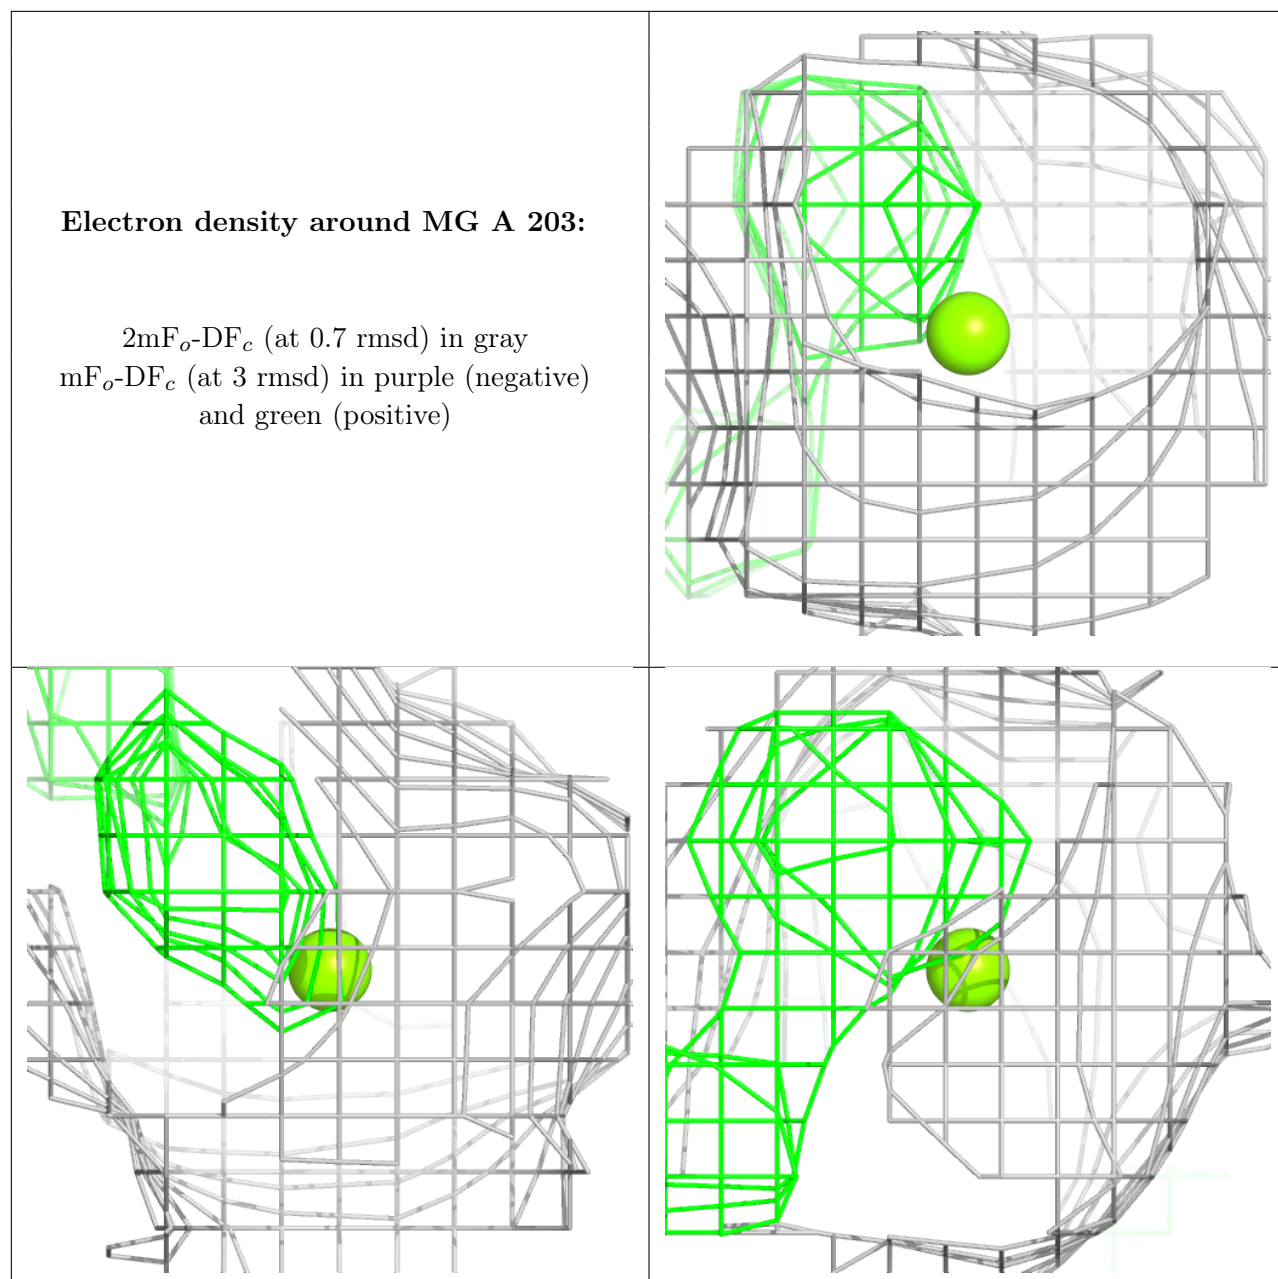 Electron density around MG A 203:
2mFo-DFc (at 0.7 rmsd) in gray
mFo-DFc (at 3 rmsd) in purple (negative)
and green (positive)